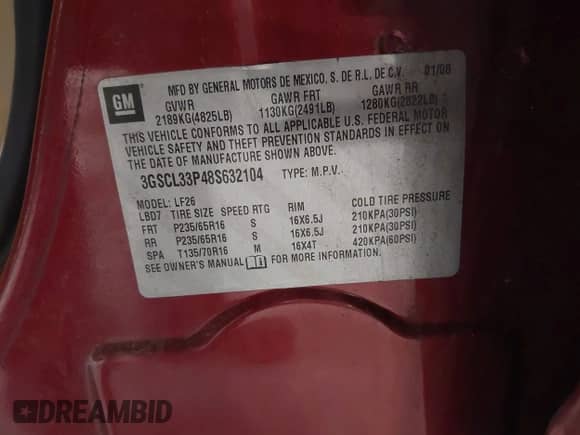 GM
MFD BY GENERAL MOTORS DE MEXICO, S. DE R.L. DE C.V. 01/08
GVWR GAWR FRT GAWR RR
2189KG(4825LB) 1130KG(2491LB) 1280KG(2822LB)
THIS VEHICLE CONFORMS TO ALL APPLICABLE U.S. FEDERAL MOTOR
VEHICLE SAFETY AND THEFT PREVENTION STANDARDS IN EFFECT ON
THE DATE OF MANUFACTURE SHOWN ABOVE.
3GSCL33P48S632104 TYPE: M.P.V.
MODEL: LF26
LBD7 TIRE SIZE SPEED RTG RIM COLD TIRE PRESSURE
FRT P235/65R16 S 16X6.5J 210KPA(30PSI)
RR P235/65R16 S 16X6.5J 210KPA(30PSI)
SPA T135/70R16 M 16X4T 420KPA(60PSI)
SEE OWNER'S MANUAL FOR MORE INFORMATION.
DREAMBID